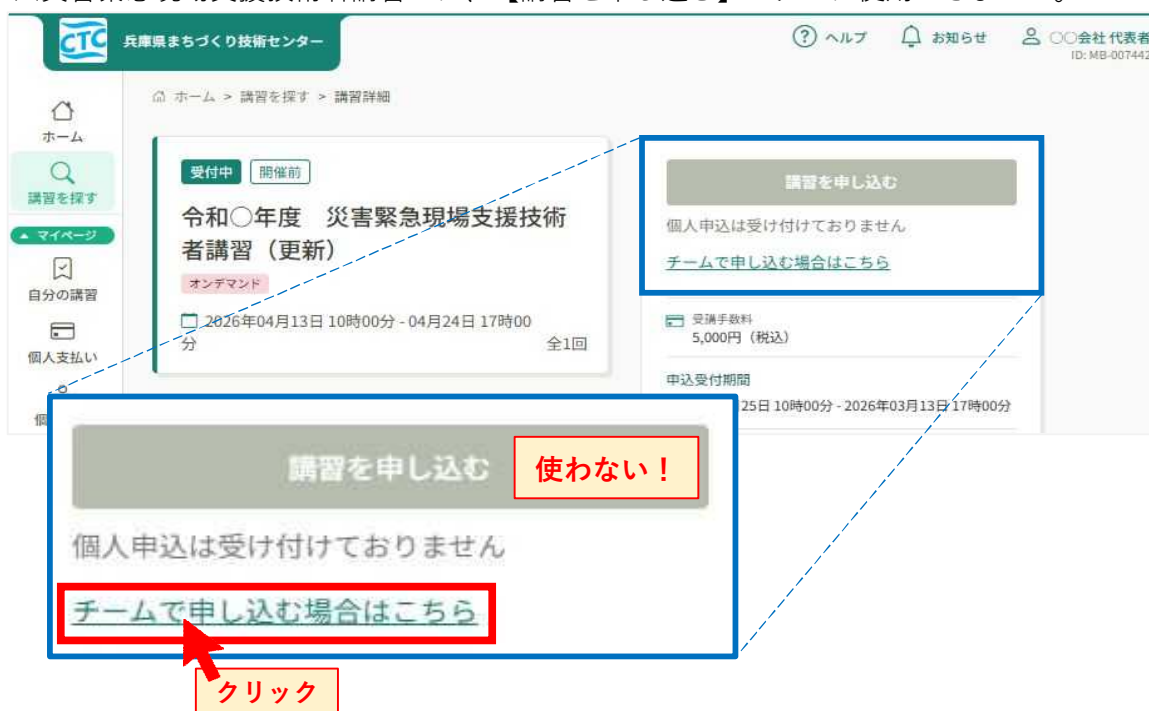 CTC 兵庫県まちづくり技術センター
ヘルプ
お知らせ
○○会社 代表者
ID: MB-007442
ホーム
講習を探す
マイページ
自分の講習
個人支払い
ホーム > 講習を探す > 講習詳細
受付中 開催前
令和○年度 災害緊急現場支援技術
者講習（更新）
オンデマンド
2026年04月13日 10時00分 - 04月24日 17時00
分
全1回
講習を申し込む
個人申込は受け付けておりません
チームで申し込む場合はこちら
受講手数料
5,000円（税込）
申込受付期間
25日 10時00分 - 2026年03月13日 17時00分
講習を申し込む
使わない！
個人申込は受け付けておりません
チームで申し込む場合はこちら
クリック